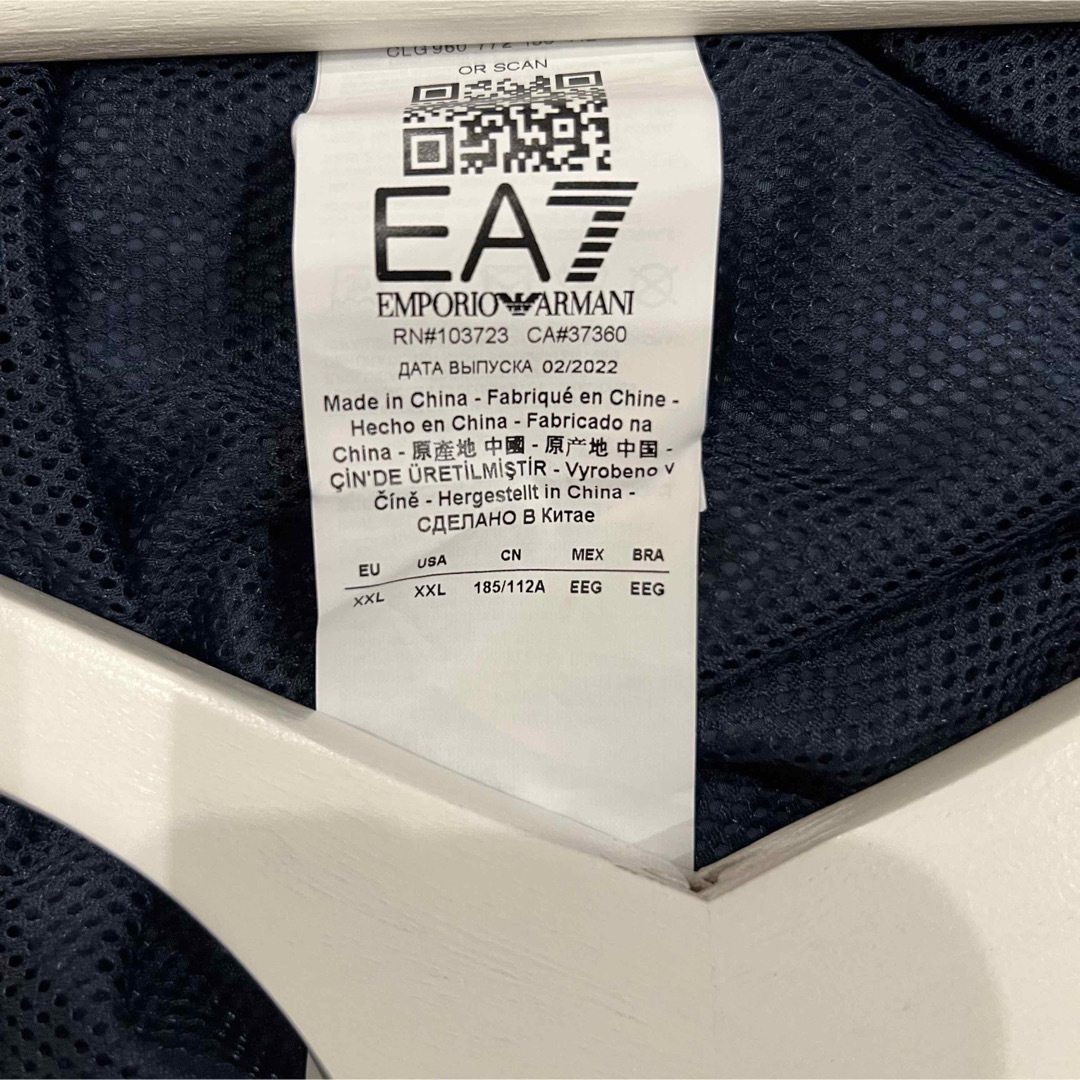 CLG 960 772
OR SCAN
EA7
EMPORIO ARMANI
RN#103723 CA#37360
ДАТА ВЫПУСКА 02/2022
Made in China - Fabriqué en Chine -
Hecho en China - Fabricado na
China - 原產地 中國 - 原产地 中国 -
ÇİN'DE ÜRETİLMİŞTİR - Vyrobeno v
Číně - Hergestellt in China -
СДЕЛАНО В Китае
EU USA CN MEX BRA
XXL XXL 185/112A EEG EEG